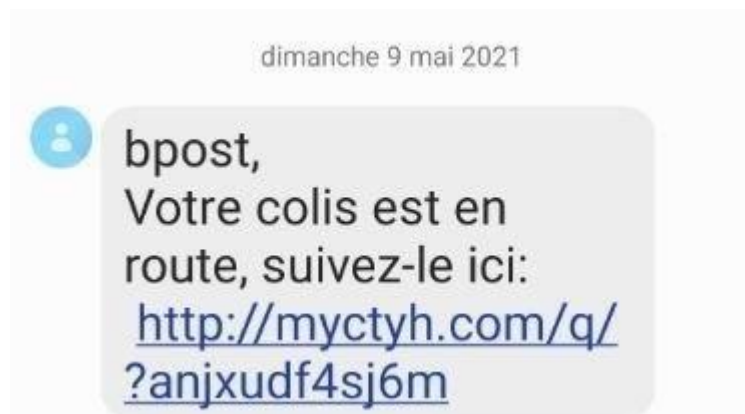 dimanche 9 mai 2021
bpost,
Votre colis est en
route, suivez-le ici:
http://myctyh.com/q/
?anjxudf4sj6m